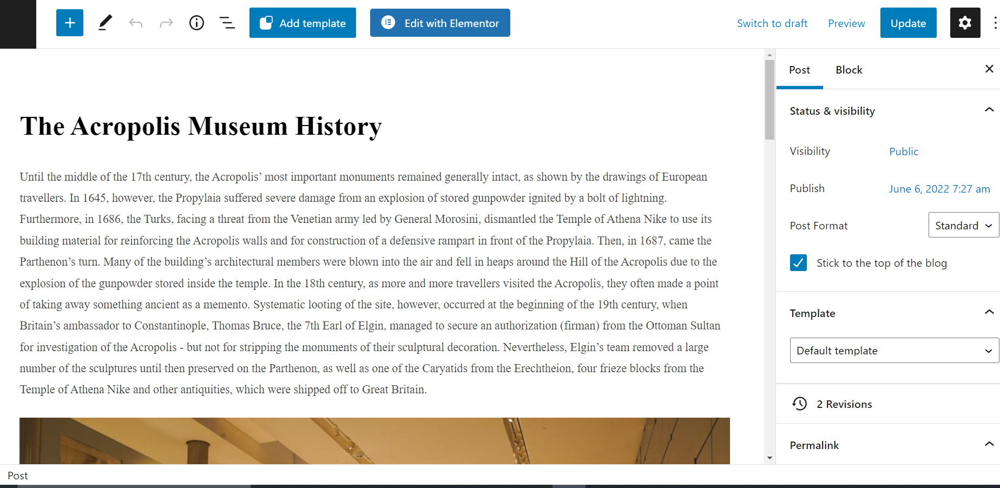 Add template
Edit with Elementor
Switch to draft
Preview
Update
The Acropolis Museum History
Until the middle of the 17th century, the Acropolis’ most important monuments remained generally intact, as shown by the drawings of European
travellers. In 1645, however, the Propylaia suffered severe damage from an explosion of stored gunpowder ignited by a bolt of lightning.
Furthermore, in 1686, the Turks, facing a threat from the Venetian army led by General Morosini, dismantled the Temple of Athena Nike to use its
building material for reinforcing the Acropolis walls and for construction of a defensive rampart in front of the Propylaia. Then, in 1687, came the
Parthenon’s turn. Many of the building’s architectural members were blown into the air and fell in heaps around the Hill of the Acropolis due to the
explosion of the gunpowder stored inside the temple. In the 18th century, as more and more travellers visited the Acropolis, they often made a point
of taking away something ancient as a memento. Systematic looting of the site, however, occurred at the beginning of the 19th century, when
Britain’s ambassador to Constantinople, Thomas Bruce, the 7th Earl of Elgin, managed to secure an authorization (firman) from the Ottoman Sultan
for investigation of the Acropolis - but not for stripping the monuments of their sculptural decoration. Nevertheless, Elgin’s team removed a large
number of the sculptures until then preserved on the Parthenon, as well as one of the Caryatids from the Erechtheion, four frieze blocks from the
Temple of Athena Nike and other antiquities, which were shipped off to Great Britain.
Post
Block
Status & visibility
Visibility
Public
Publish
June 6, 2022 7:27 am
Post Format
Standard
Stick to the top of the blog
Template
Default template
2 Revisions
Permalink
Post